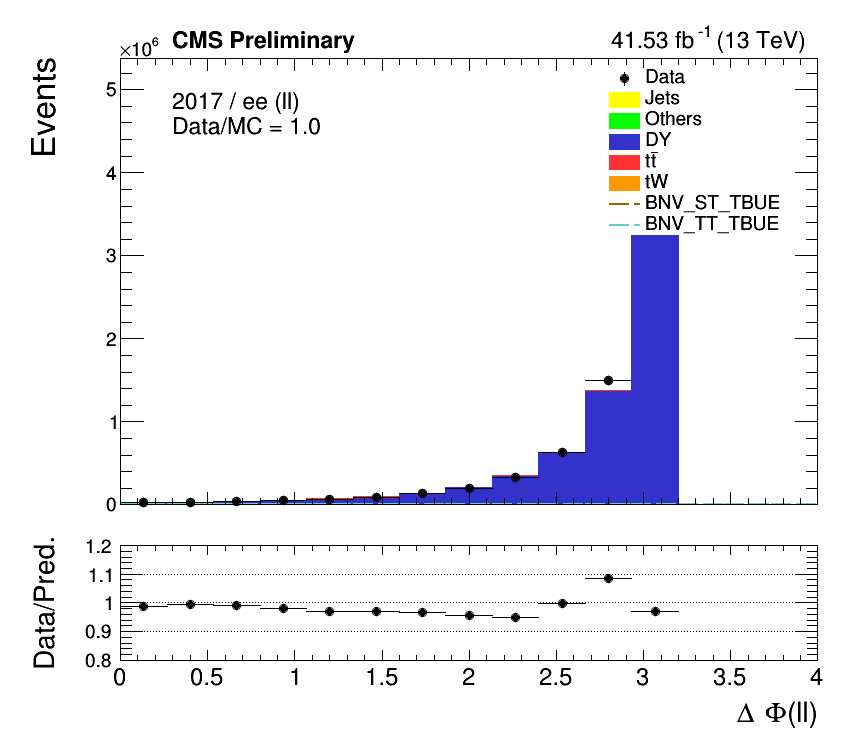 ×10⁶ CMS Preliminary 41.53 fb⁻¹ (13 TeV)
Events
2017 / ee (ll)
Data/MC = 1.0
Data
Jets
Others
DY
tt̄
tW
BNV_ST_TBUE
BNV_TT_TBUE
5
4
3
2
1
0
Data/Pred.
1.2
1.1
1
0.9
0.8
0 0.5 1 1.5 2 2.5 3 3.5 4
Δ Φ(ll)